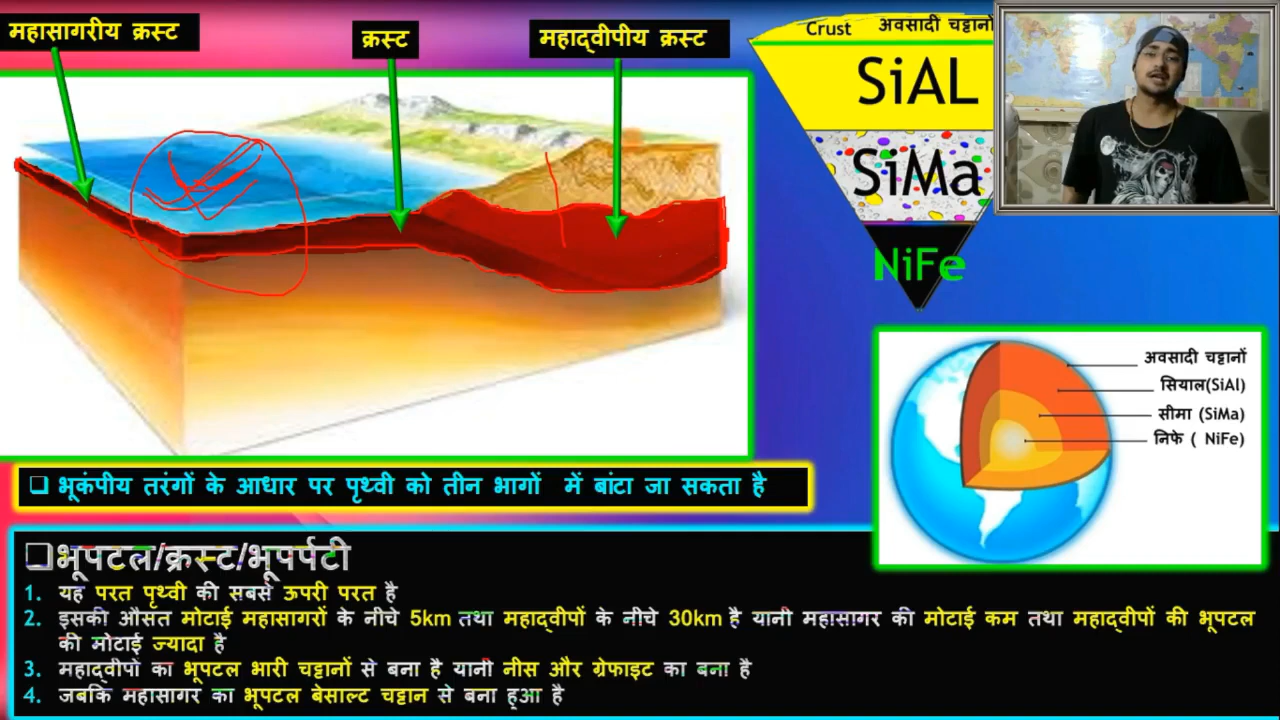 महासागरीय क्रस्ट
क्रस्ट
महाद्वीपीय क्रस्ट
Crust अवसादी चट्टानों
SiAL
SiMa
NiFe
अवसादी चट्टानों
सियाल(SiAl)
सीमा (SiMa)
निफे ( NiFe)
❑ भूकंपीय तरंगों के आधार पर पृथ्वी को तीन भागों में बांटा जा सकता है
❑भूपटल/क्रस्ट/भूपर्पटी
1. यह परत पृथ्वी की सबसे ऊपरी परत है
2. इसकी औसत मोटाई महासागरों के नीचे 5km तथा महाद्वीपों के नीचे 30km है यानी महासागर की मोटाई कम तथा महाद्वीपों की भूपटल
की मोटाई ज्यादा है
3. महाद्वीपों का भूपटल भारी चट्टानों से बना है यानी नीस और ग्रेफाइट का बना है
4. जबकि महासागर का भूपटल बेसाल्ट चट्टान से बना हुआ है